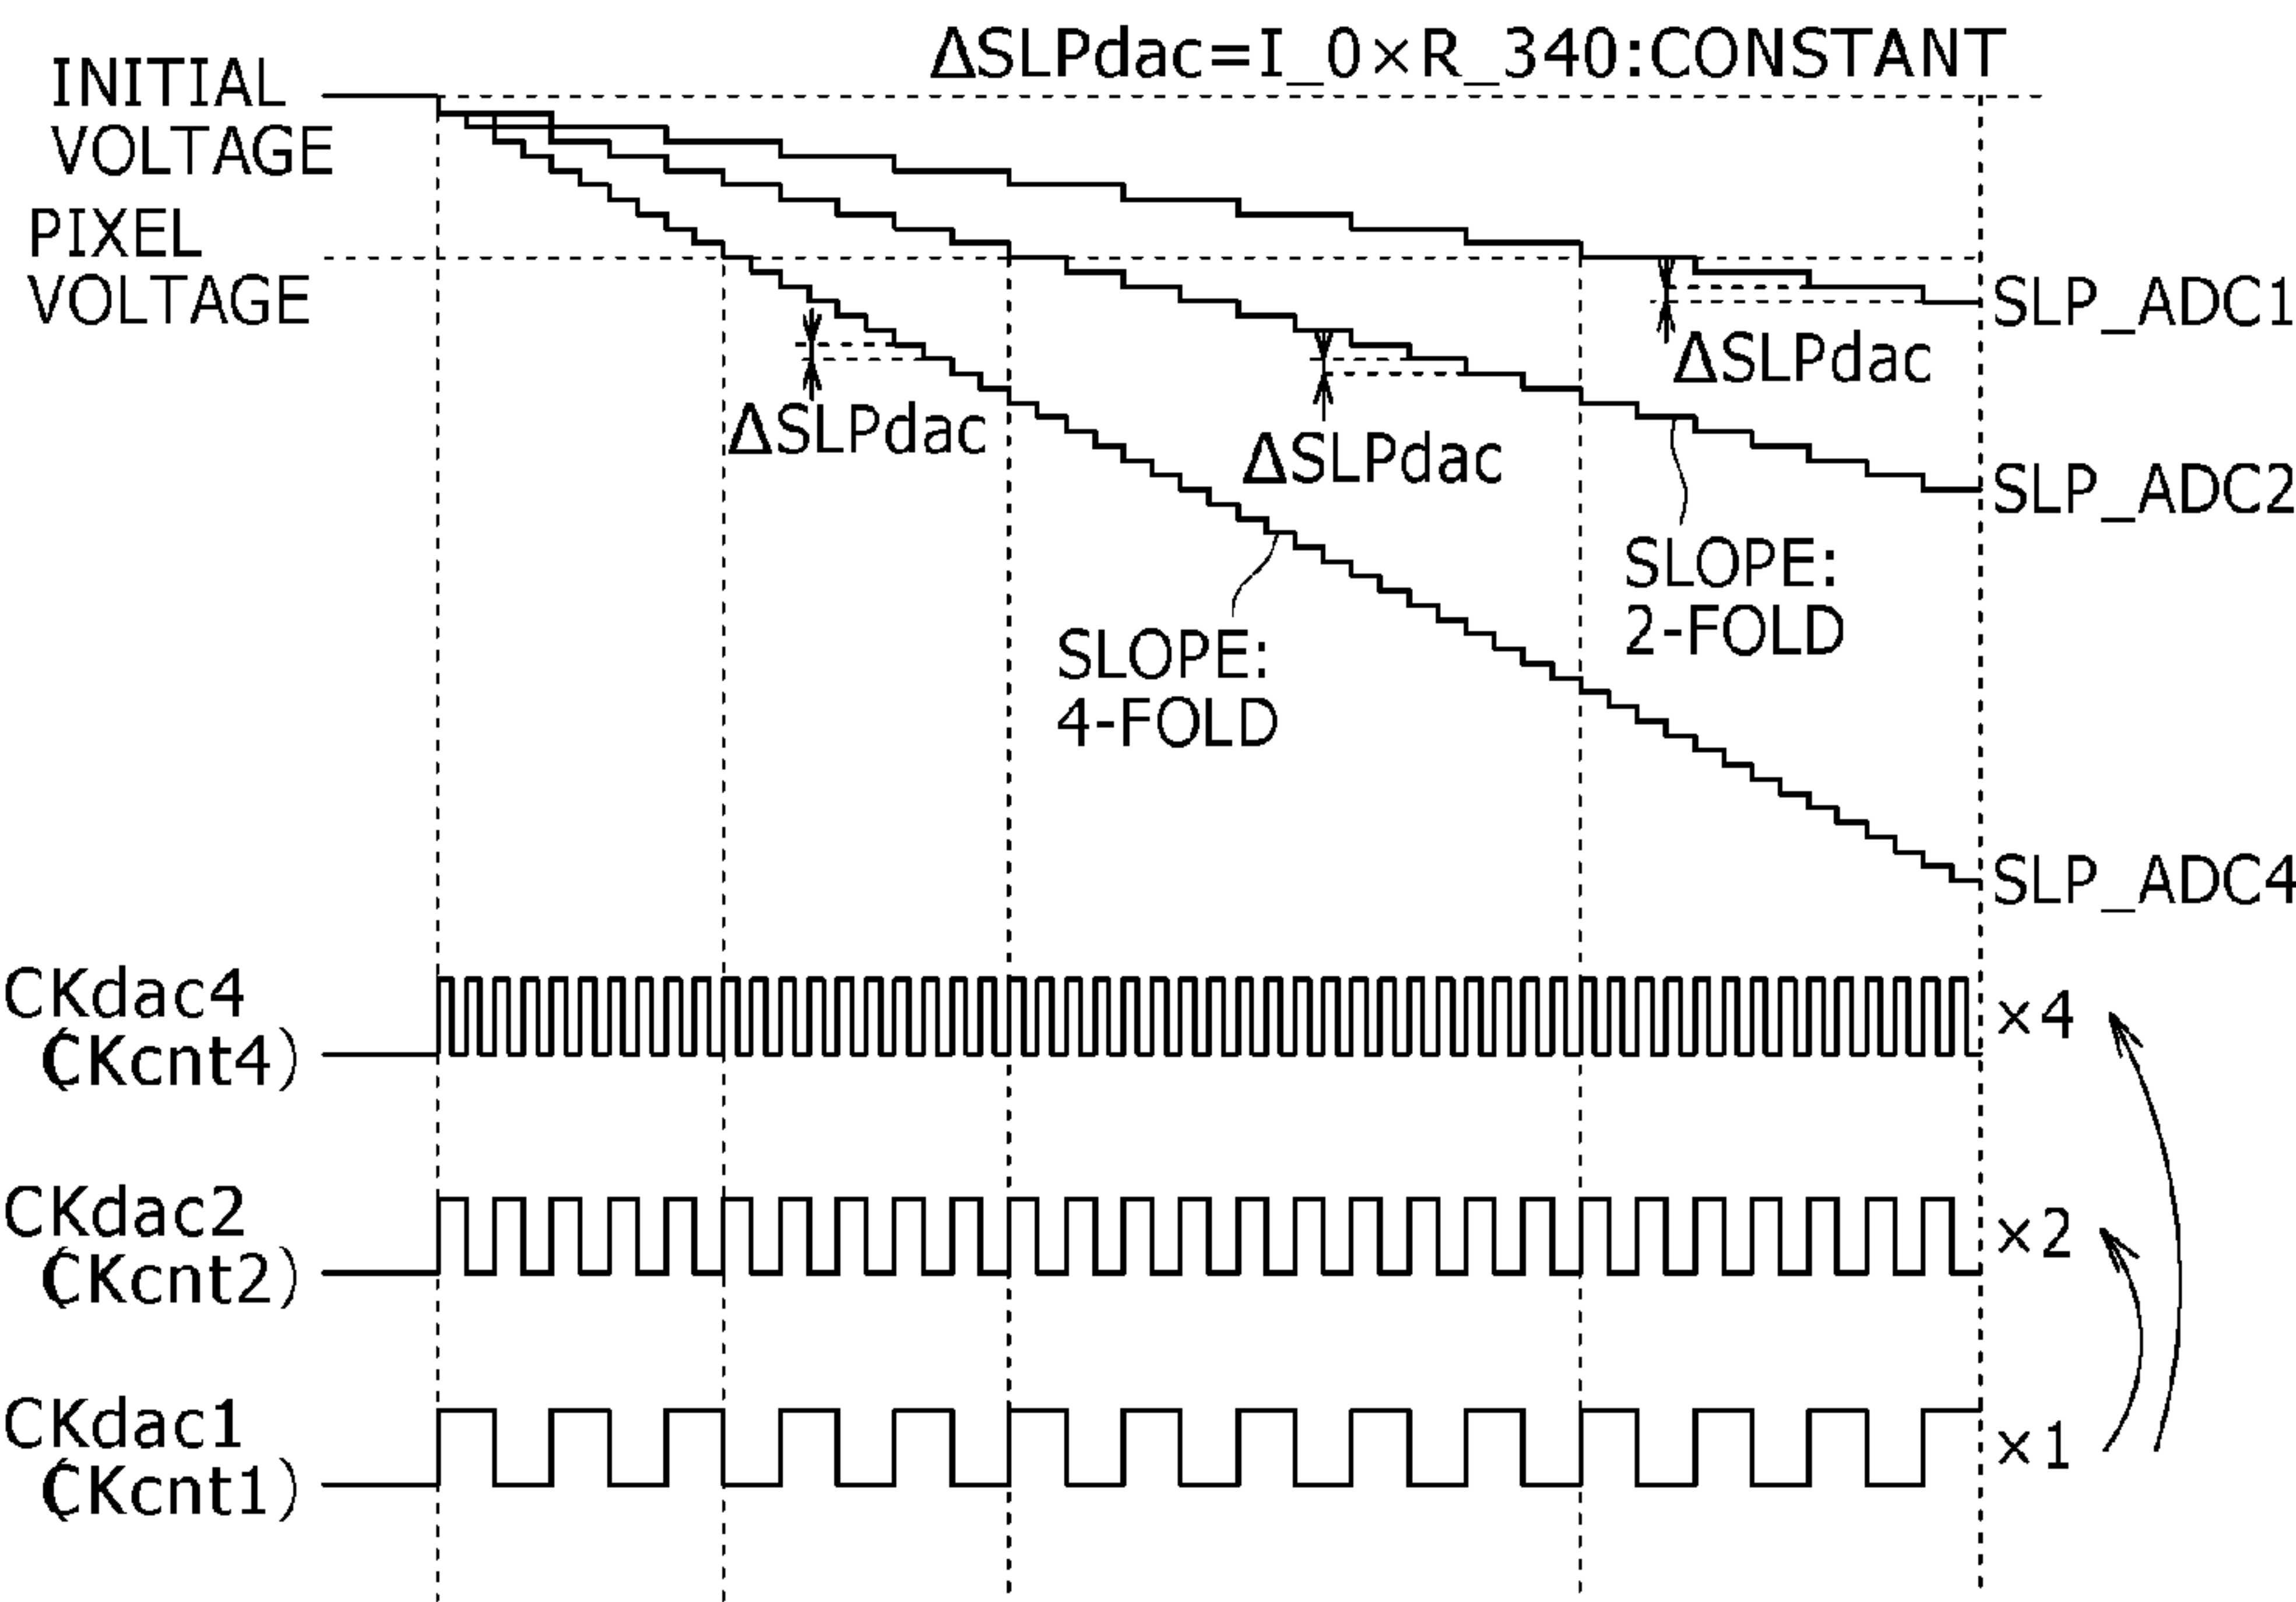 ΔSLPdac=I_0×R_340:CONSTANT
INITIAL
VOLTAGE
PIXEL
VOLTAGE
SLP_ADC1
ΔSLPdac
ΔSLPdac
ΔSLPdac
SLP_ADC2
SLOPE:
2-FOLD
SLOPE:
4-FOLD
SLP_ADC4
CKdac4
(CKcnt4)
×4
CKdac2
(CKcnt2)
×2
CKdac1
(CKcnt1)
×1